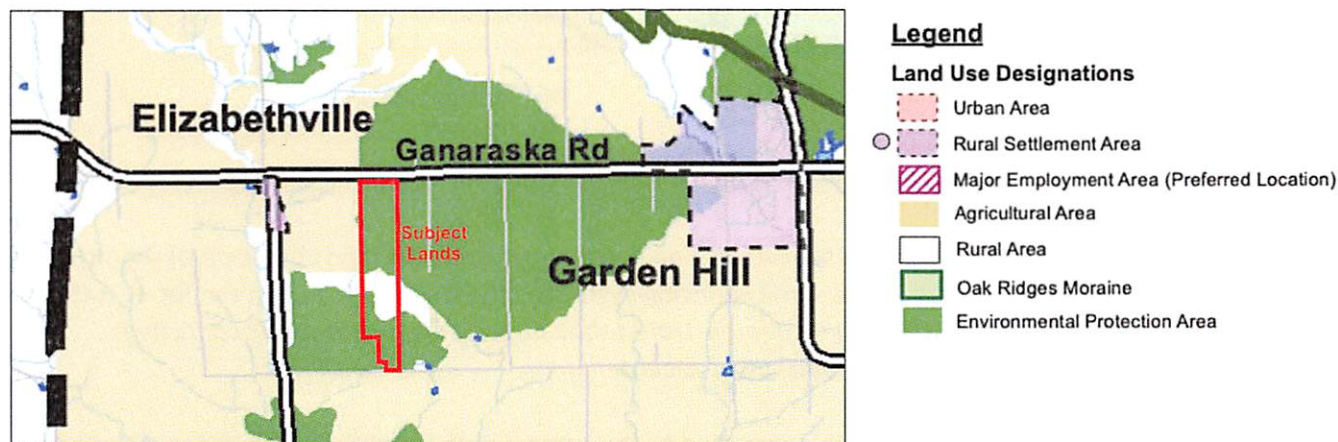 Elizabethville
Ganaraska Rd
Subject
Lands
Garden Hill
Legend
Land Use Designations
Urban Area
Rural Settlement Area
Major Employment Area (Preferred Location)
Agricultural Area
Rural Area
Oak Ridges Moraine
Environmental Protection Area